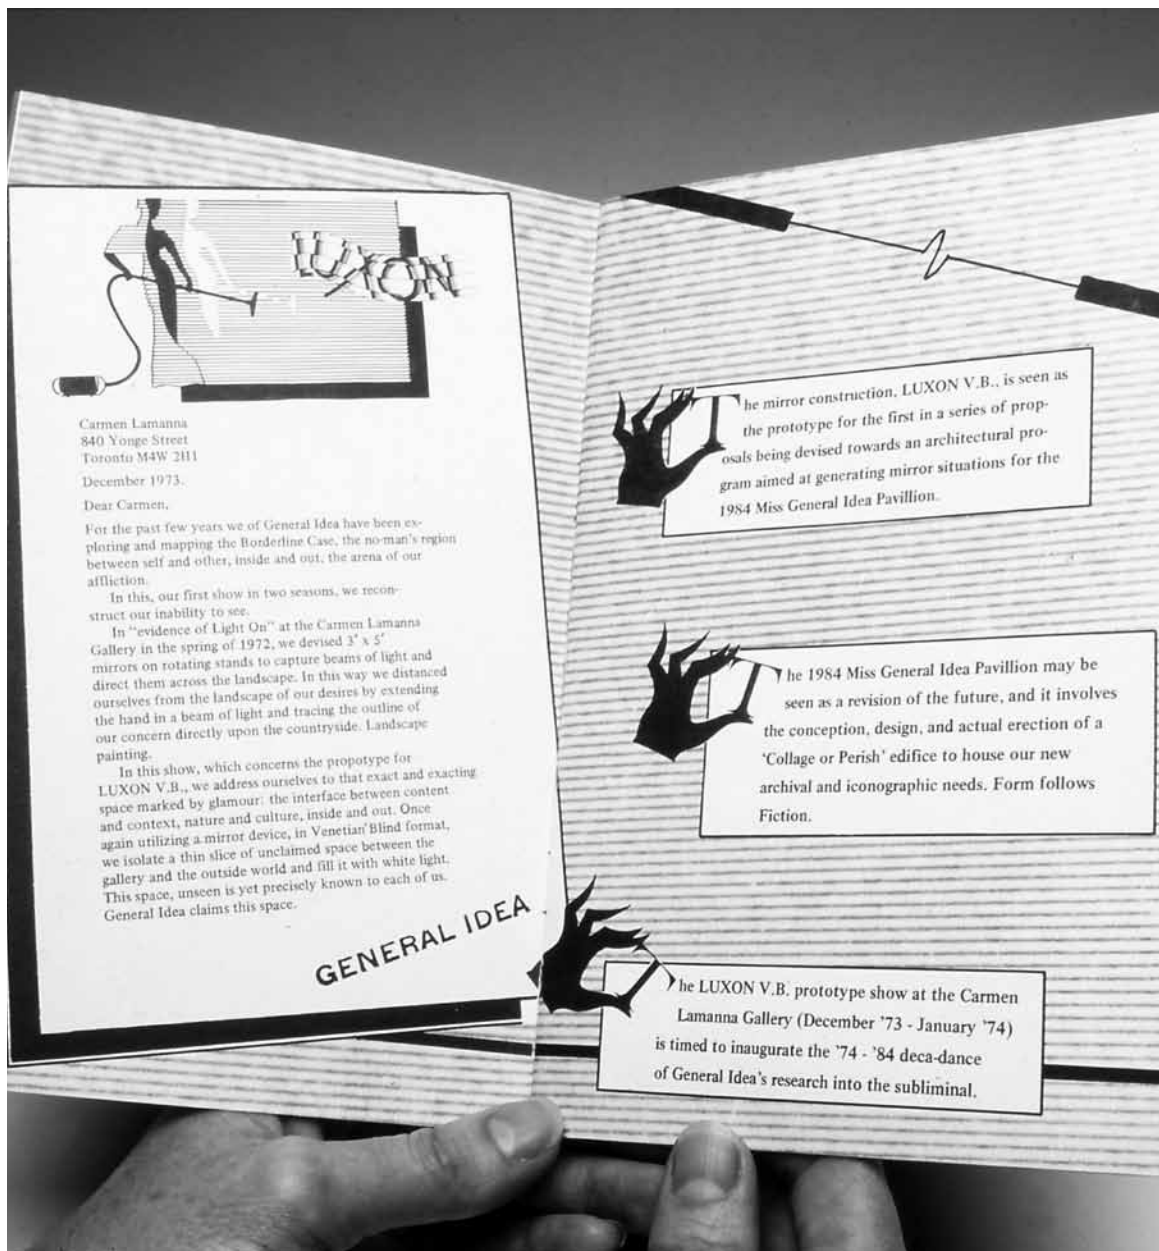 LUXON
Carmen Lamanna
840 Yonge Street
Toronto M4W 2H1
December 1973.
Dear Carmen,
For the past few years we of General Idea have been ex-
ploring and mapping the Borderline Case, the no-man's region
between self and other, inside and out, the arena of our
affliction.
In this, our first show in two seasons, we recon-
struct our inability to see.
In "evidence of Light On" at the Carmen Lamanna
Gallery in the spring of 1972, we devised 3' x 5'
mirrors on rotating stands to capture beams of light and
direct them across the landscape. In this way we distanced
ourselves from the landscape of our desires by extending
the hand in a beam of light and tracing the outline of
our concern directly upon the countryside. Landscape
painting.
In this show, which concerns the propotype for
LUXON V.B., we address ourselves to that exact and exacting
space marked by glamour: the interface between content
and context, nature and culture, inside and out. Once
again utilizing a mirror device, in Venetian Blind format,
we isolate a thin slice of unclaimed space between the
gallery and the outside world and fill it with white light.
This space, unseen is yet precisely known to each of us.
General Idea claims this space.
GENERAL IDEA
The mirror construction, LUXON V.B., is seen as
the prototype for the first in a series of prop-
osals being devised towards an architectural pro-
gram aimed at generating mirror situations for the
1984 Miss General Idea Pavillion.
The 1984 Miss General Idea Pavillion may be
seen as a revision of the future, and it involves
the conception, design, and actual erection of a
'Collage or Perish' edifice to house our new
archival and iconographic needs. Form follows
Fiction.
The LUXON V.B. prototype show at the Carmen
Lamanna Gallery (December '73 - January '74)
is timed to inaugurate the '74 - '84 deca-dance
of General Idea's research into the subliminal.